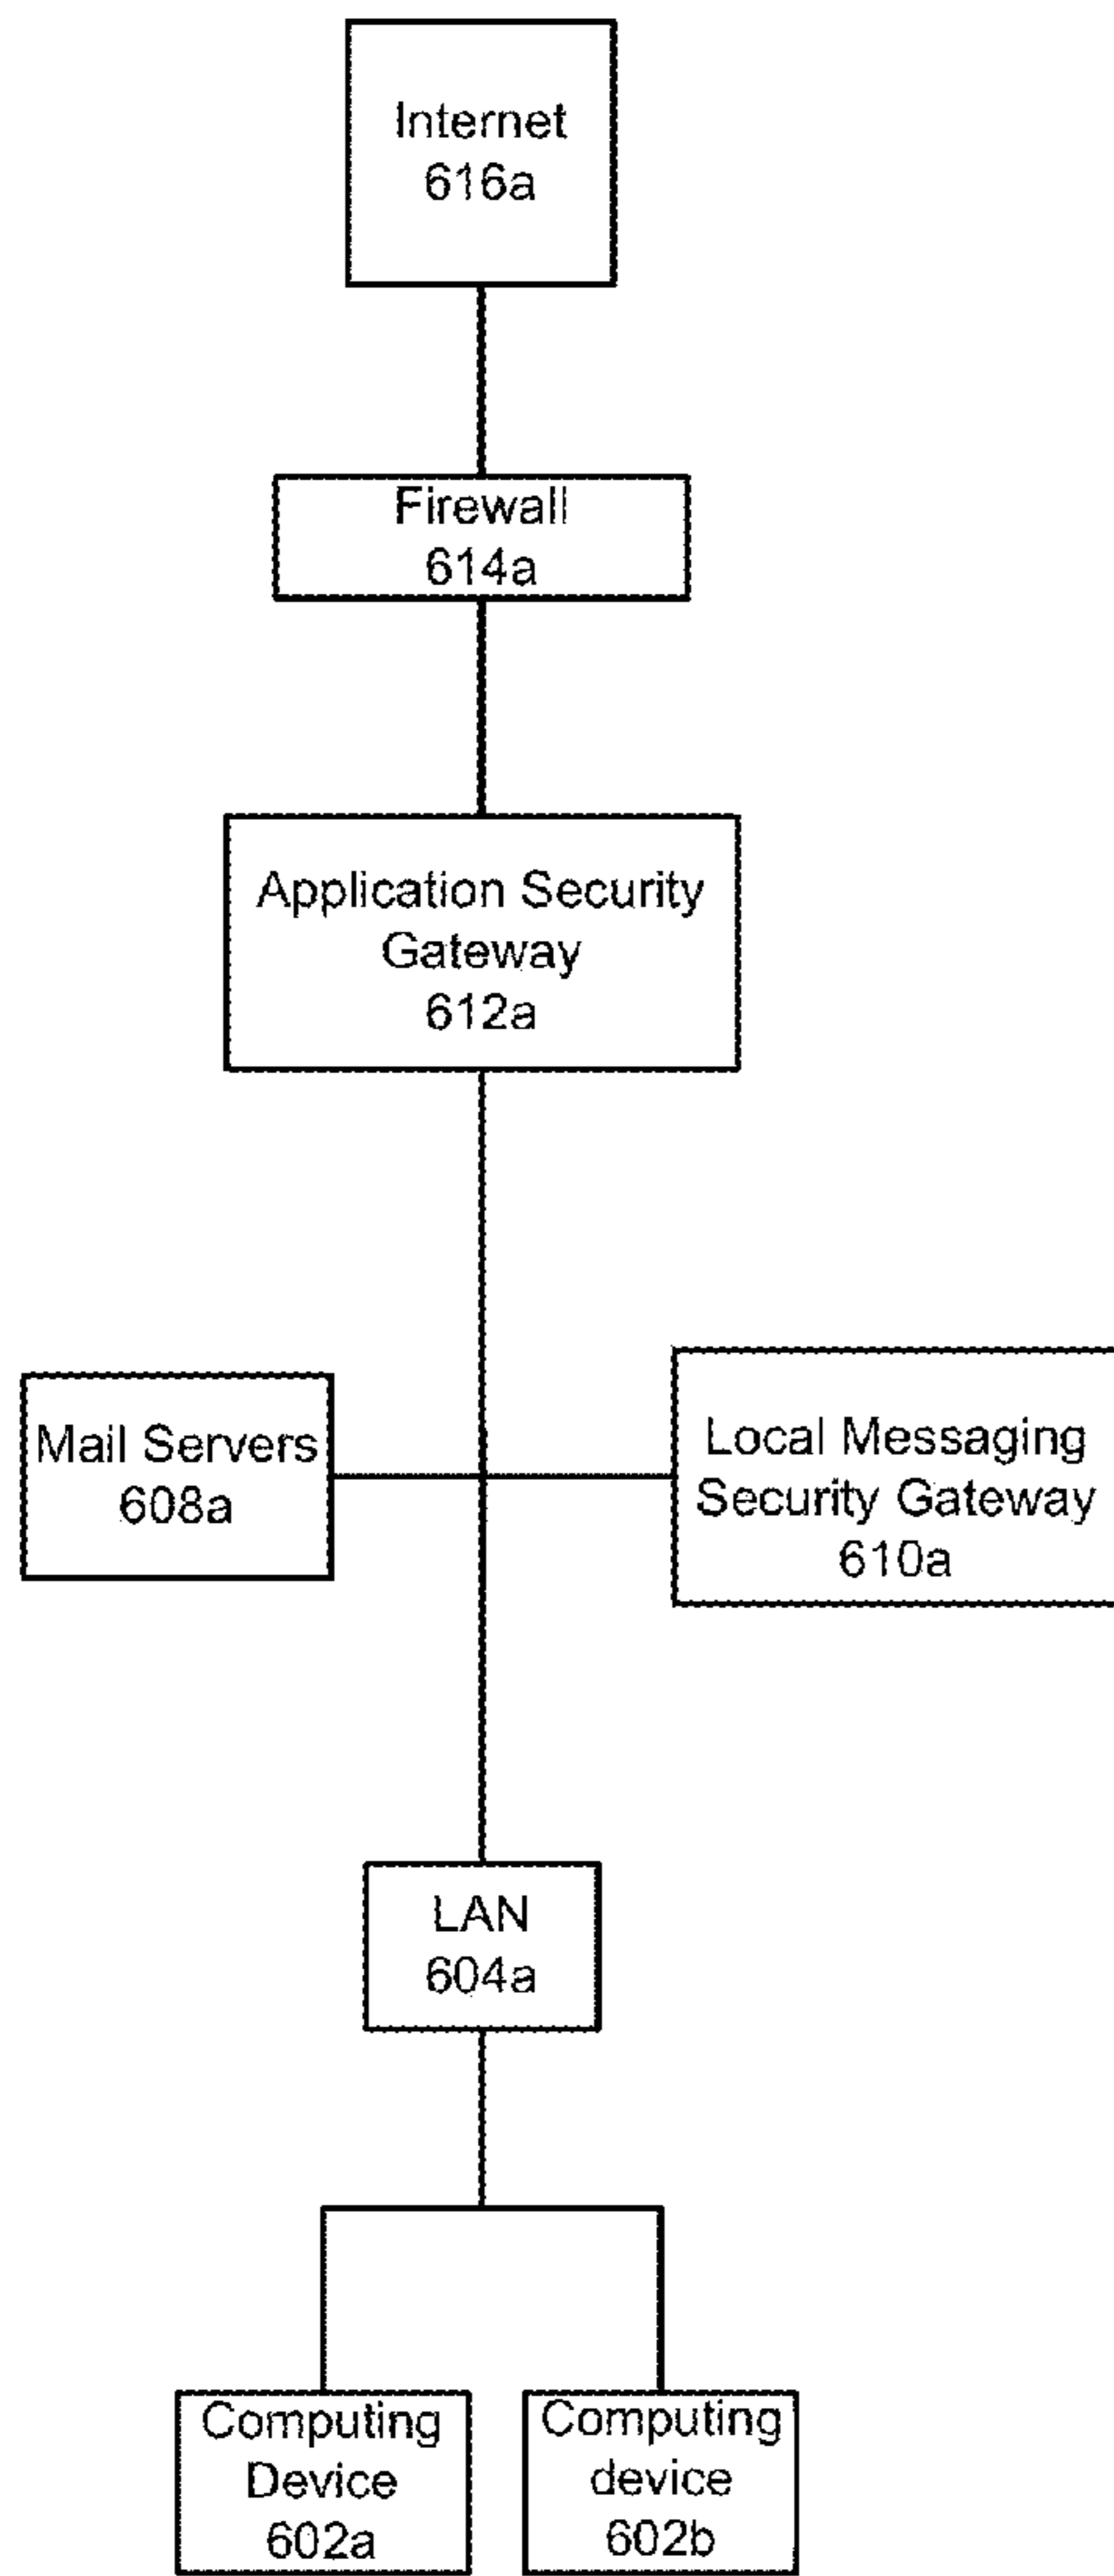 Internet
616a
Firewall
614a
Application Security
Gateway
612a
Mail Servers
608a
Local Messaging
Security Gateway
610a
LAN
604a
Computing
Device
602a
Computing
device
602b